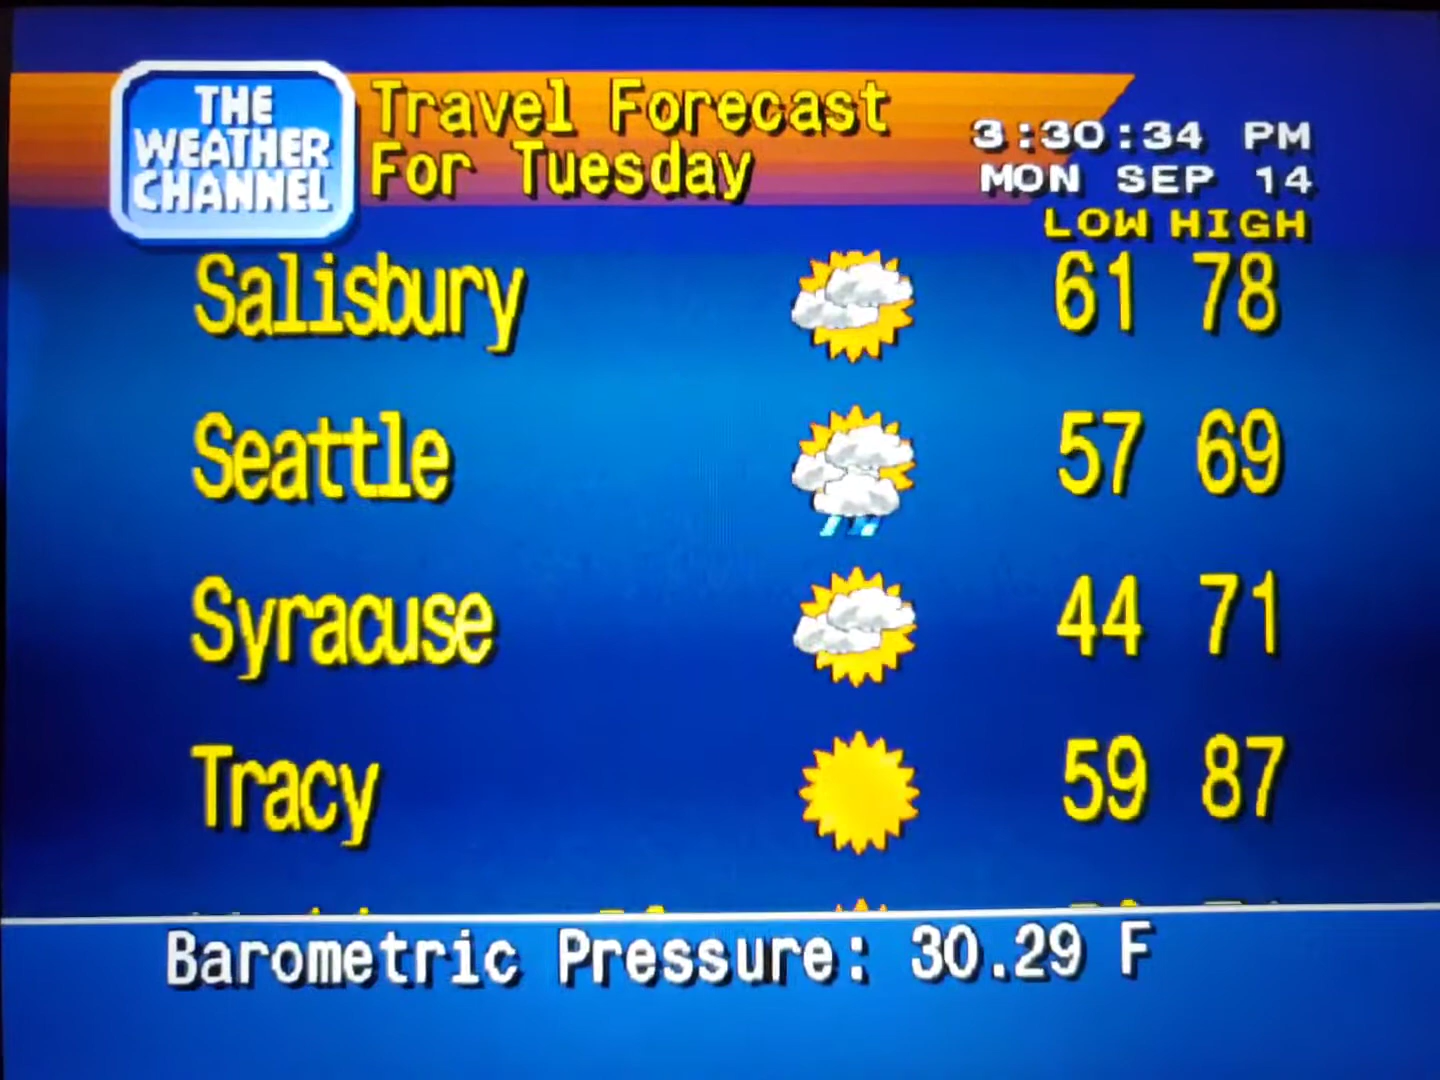 THE
WEATHER
CHANNEL
Travel Forecast
For Tuesday
3:30:34 PM
MON SEP 14
LOW HIGH
Salisbury 61 78
Seattle 57 69
Syracuse 44 71
Tracy 59 87
Barometric Pressure: 30.29 F